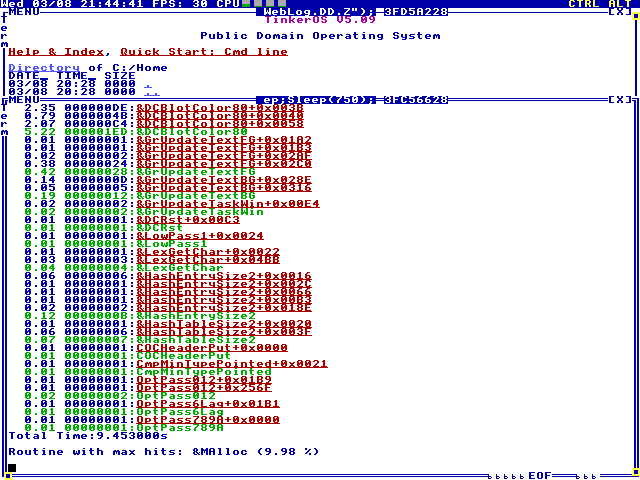 Wed 03/08 21:44:41 FPS: 30 CPU CTRL ALT
MENU WebLog.DD.Z"); 3FD5A228 [X]
TinkerOS V5.09
Public Domain Operating System
Help & Index, Quick Start: Cmd line
Directory of C:/Home
DATE_ TIME_ SIZE
03/08 20:28 0000 .
03/08 20:28 0000 ..
MENU ep;Sleep(750); 3FC56628 [X]
Term
Term
2.35 000000DE:&DCBlotColor80+0x003B
0.79 0000004B:&DCBlotColor80+0x0040
2.07 000000C4:&DCBlotColor80+0x0058
5.22 000001ED:&DCBlotColor80
0.01 00000001:&GrUpdateTextFG+0x01A2
0.01 00000001:&GrUpdateTextFG+0x01B3
0.02 00000002:&GrUpdateTextFG+0x02AF
0.38 00000024:&GrUpdateTextFG+0x02C0
0.42 00000028:&GrUpdateTextFG
0.14 0000000D:&GrUpdateTextBG+0x028E
0.05 00000005:&GrUpdateTextBG+0x0316
0.19 00000012:&GrUpdateTextBG
0.02 00000002:&GrUpdateTaskWin+0x00E4
0.02 00000002:&GrUpdateTaskWin
0.01 00000001:&DCRst+0x00C3
0.01 00000001:&DCRst
0.01 00000001:&LowPass1+0x0024
0.01 00000001:&LowPass1
0.01 00000001:&LexGetChar+0x0022
0.03 00000003:&LexGetChar+0x04BB
0.04 00000004:&LexGetChar
0.06 00000006:&HashEntrySize2+0x0016
0.01 00000001:&HashEntrySize2+0x002C
0.01 00000001:&HashEntrySize2+0x0066
0.01 00000001:&HashEntrySize2+0x00B3
0.02 00000002:&HashEntrySize2+0x018E
0.12 0000000B:&HashEntrySize2
0.01 00000001:&HashTableSize2+0x0020
0.06 00000006:&HashTableSize2+0x003F
0.07 00000007:&HashTableSize2
0.01 00000001:COCHeaderPut+0x0000
0.01 00000001:COCHeaderPut
0.01 00000001:CmpMinTypePointed+0x0021
0.01 00000001:CmpMinTypePointed
0.01 00000001:OptPass012+0x01B9
0.01 00000001:OptPass012+0x256F
0.02 00000002:OptPass012
0.01 00000001:OptPass6Lag+0x01B1
0.01 00000001:OptPass6Lag
0.01 00000001:OptPass789A+0x0000
0.01 00000001:OptPass789A
Total Time:9.453000s
Routine with max hits: &MAlloc (9.98 %)
EOF